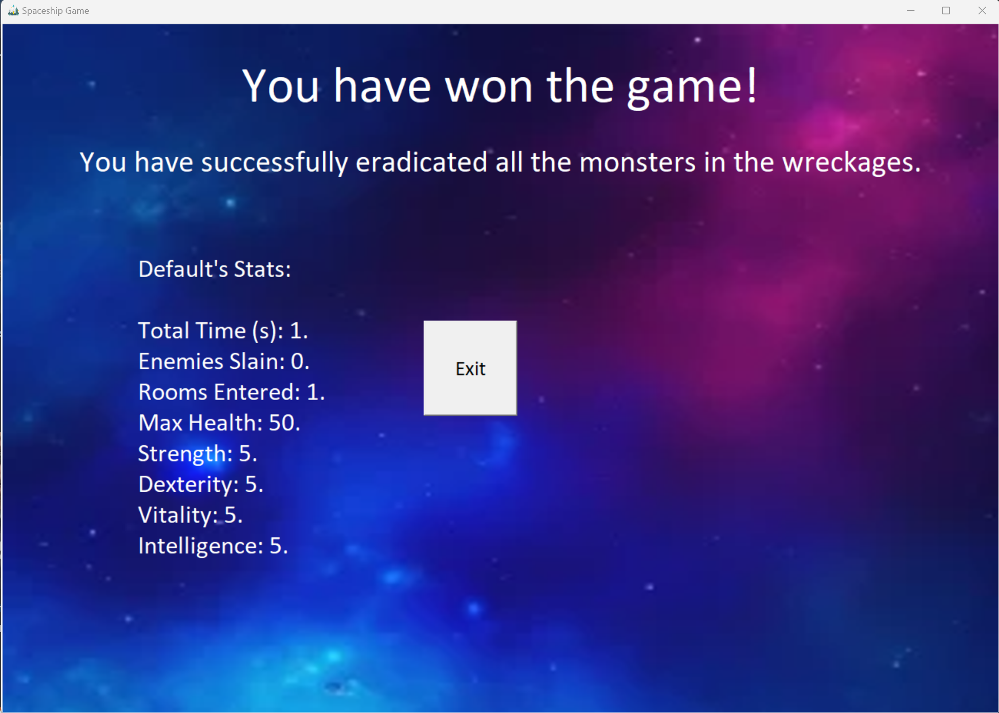 Spaceship Game
You have won the game!
You have successfully eradicated all the monsters in the wreckages.
Default's Stats:
Total Time (s): 1.
Enemies Slain: 0.
Rooms Entered: 1.
Max Health: 50.
Strength: 5.
Dexterity: 5.
Vitality: 5.
Intelligence: 5.
Exit